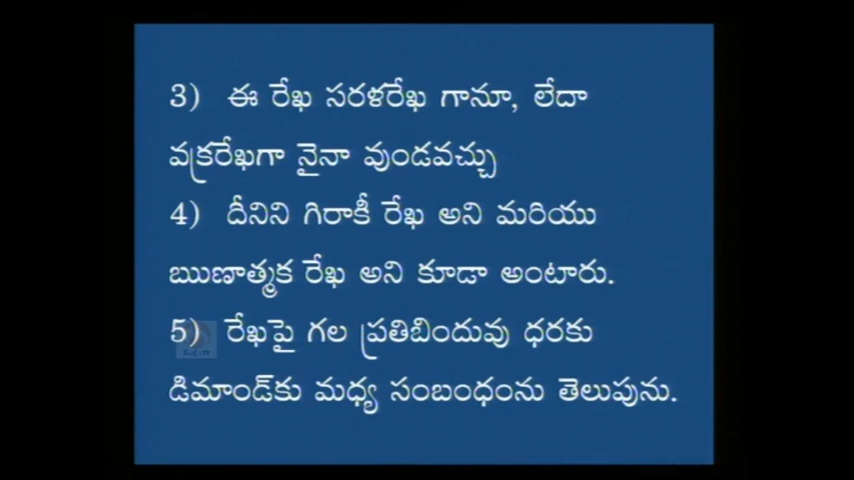 3) ఈ రేఖ సరళరేఖ గానూ, లేదా
వక్రరేఖగా నైనా వుండవచ్చు
4) దీనిని గిరాకీ రేఖ అని మరియు
ఋణాత్మక రేఖ అని కూడా అంటారు.
5) రేఖపై గల ప్రతిబిందువు ధరకు
డిమాండ్‌కు మధ్య సంబంధంను తెలుపును.